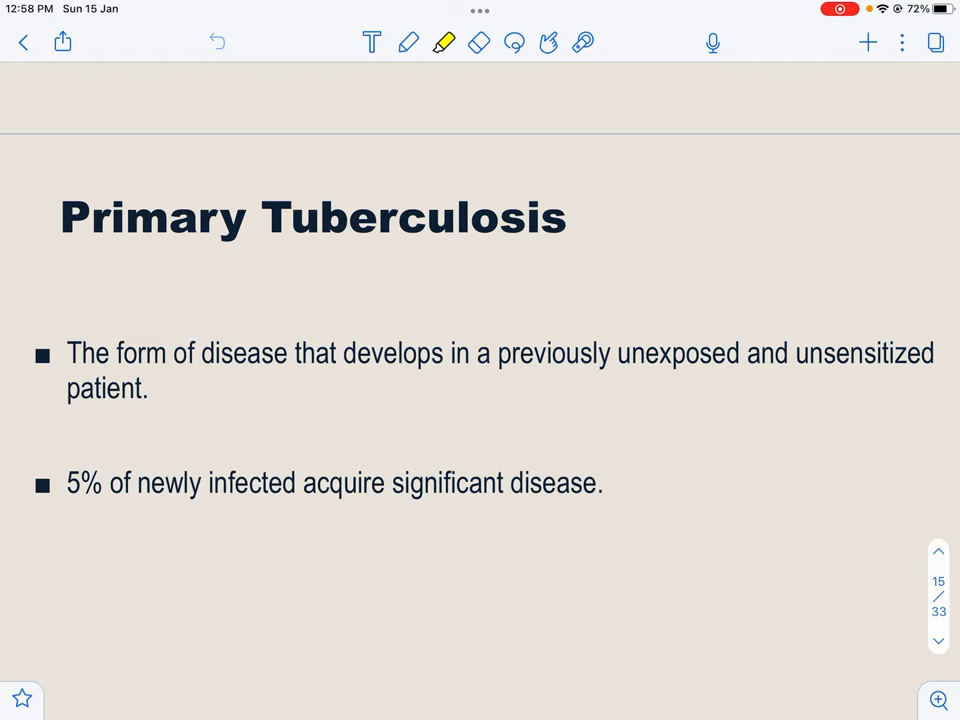 12:58 PM Sun 15 Jan
72%
Primary Tuberculosis
■ The form of disease that develops in a previously unexposed and unsensitized
patient.
■ 5% of newly infected acquire significant disease.
15
/
33